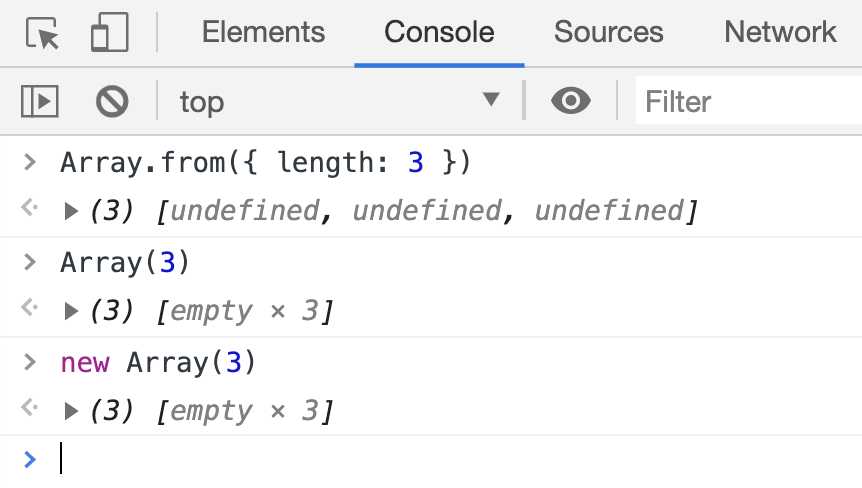 Elements Console Sources Network
top Filter
> Array.from({ length: 3 })
(3) [undefined, undefined, undefined]
> Array(3)
(3) [empty × 3]
> new Array(3)
(3) [empty × 3]
>